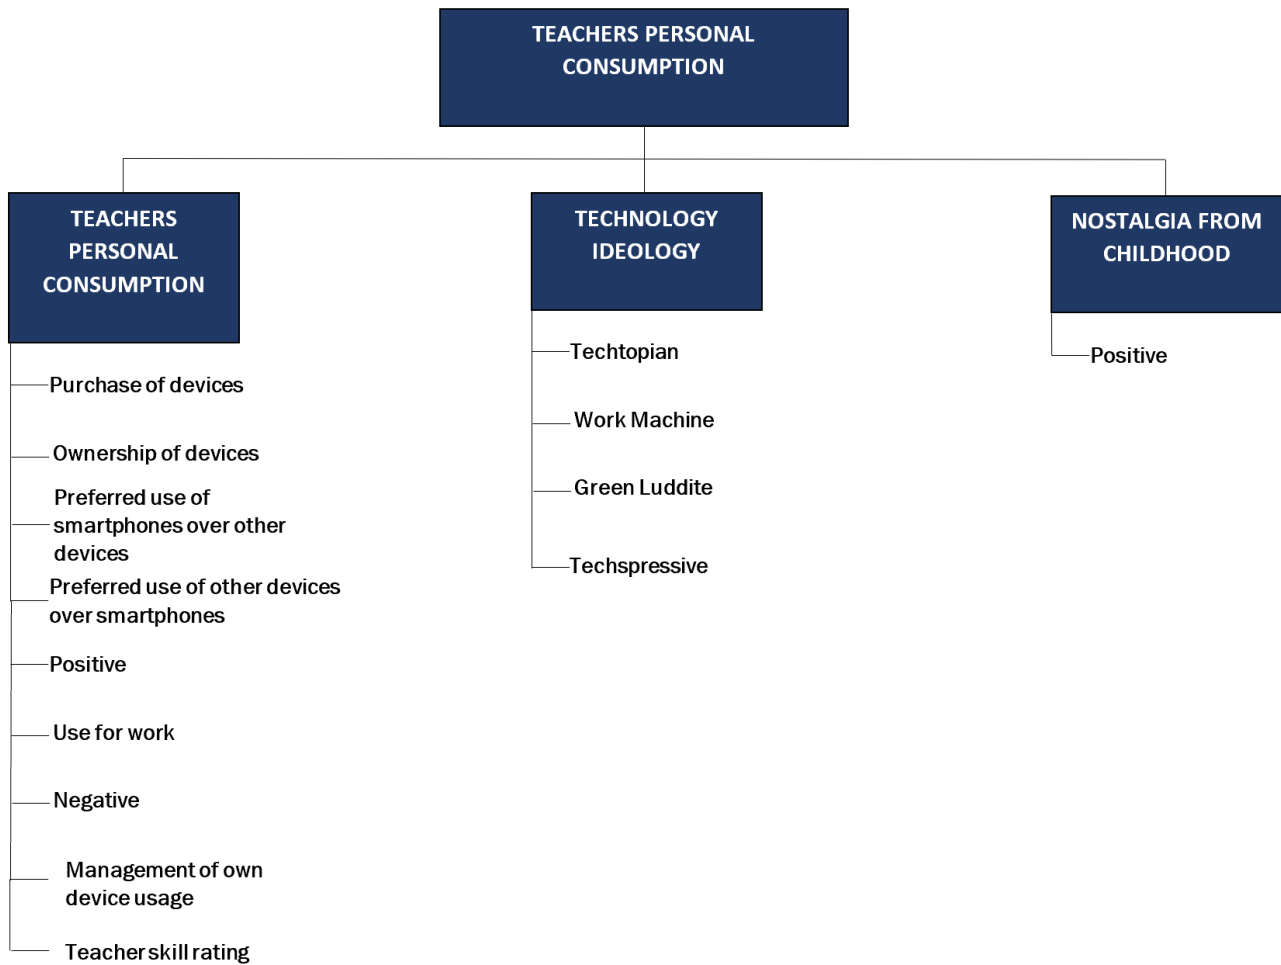 TEACHERS PERSONAL
CONSUMPTION
TEACHERS
PERSONAL
CONSUMPTION
Purchase of devices
Ownership of devices
Preferred use of
smartphones over other
devices
Preferred use of other devices
over smartphones
Positive
Use for work
Negative
Management of own
device usage
Teacher skill rating
TECHNOLOGY
IDEOLOGY
Techtopian
Work Machine
Green Luddite
Techspressive
NOSTALGIA FROM
CHILDHOOD
Positive